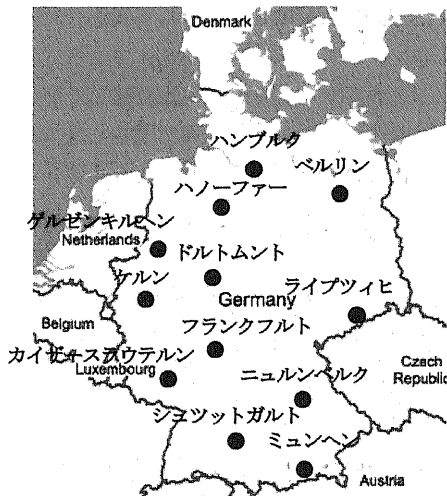 Denmark
ハンブルク
ベルリン
ハノーファー
ゲルゼンキルヘン
Netherlands
ドルトムント
ケルン
ライプツィヒ
Germany
Belgium
フランクフルト
カイザースラウテルン
Luxembourg
Czech
Republic
ニュルンベルク
シュツットガルト
ミュンヘン
Austria